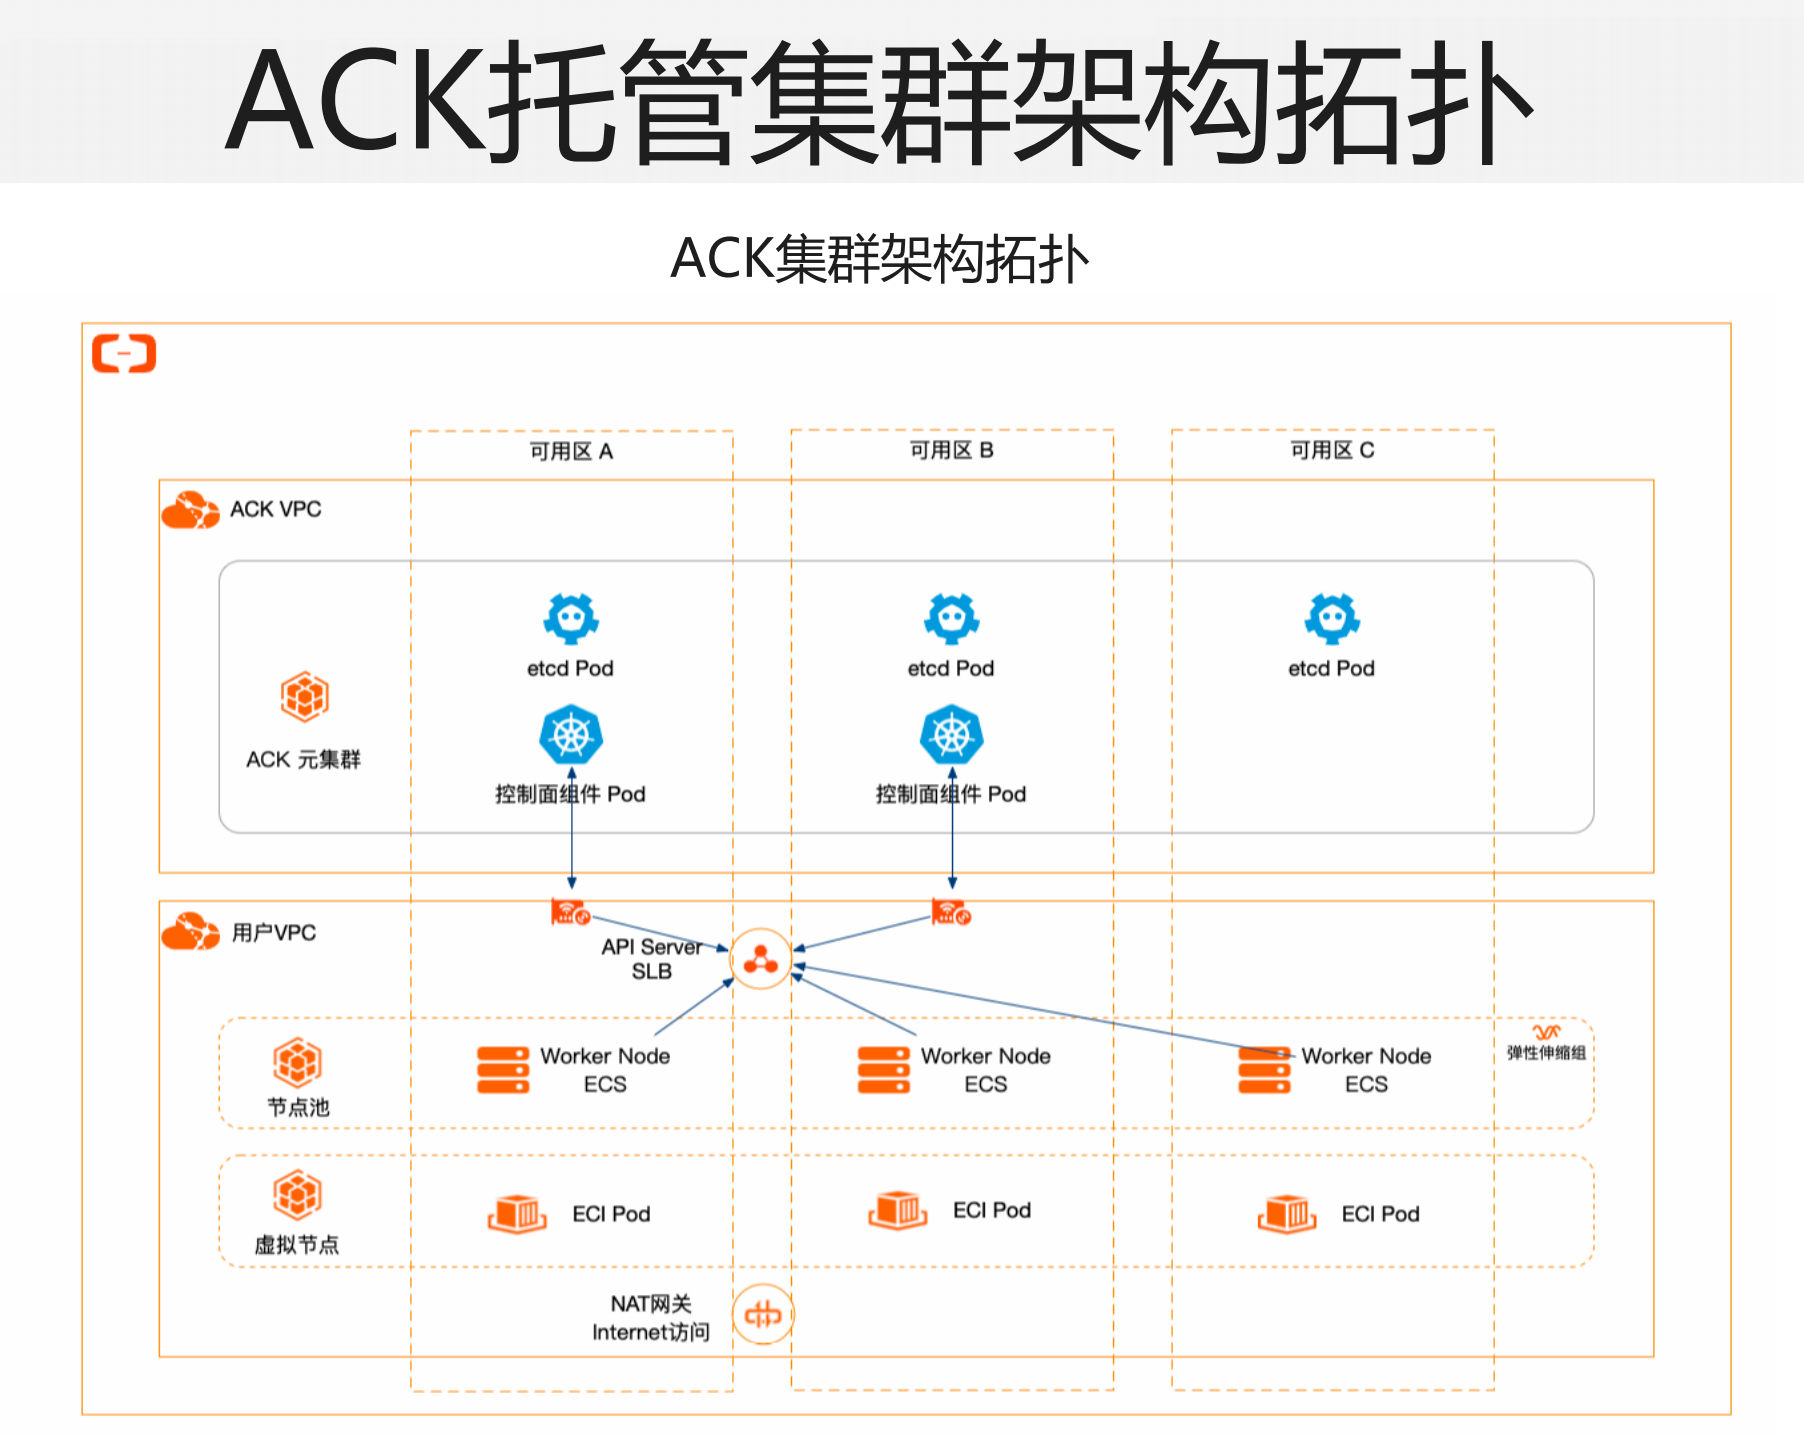 ACK托管集群架构拓扑
ACK集群架构拓扑
可用区 A
可用区 B
可用区 C
ACK VPC
etcd Pod
etcd Pod
etcd Pod
ACK 元集群
控制面组件 Pod
控制面组件 Pod
用户VPC
API Server
SLB
Worker Node
ECS
Worker Node
ECS
Worker Node
ECS
弹性伸缩组
节点池
ECI Pod
ECI Pod
ECI Pod
虚拟节点
NAT网关
Internet访问